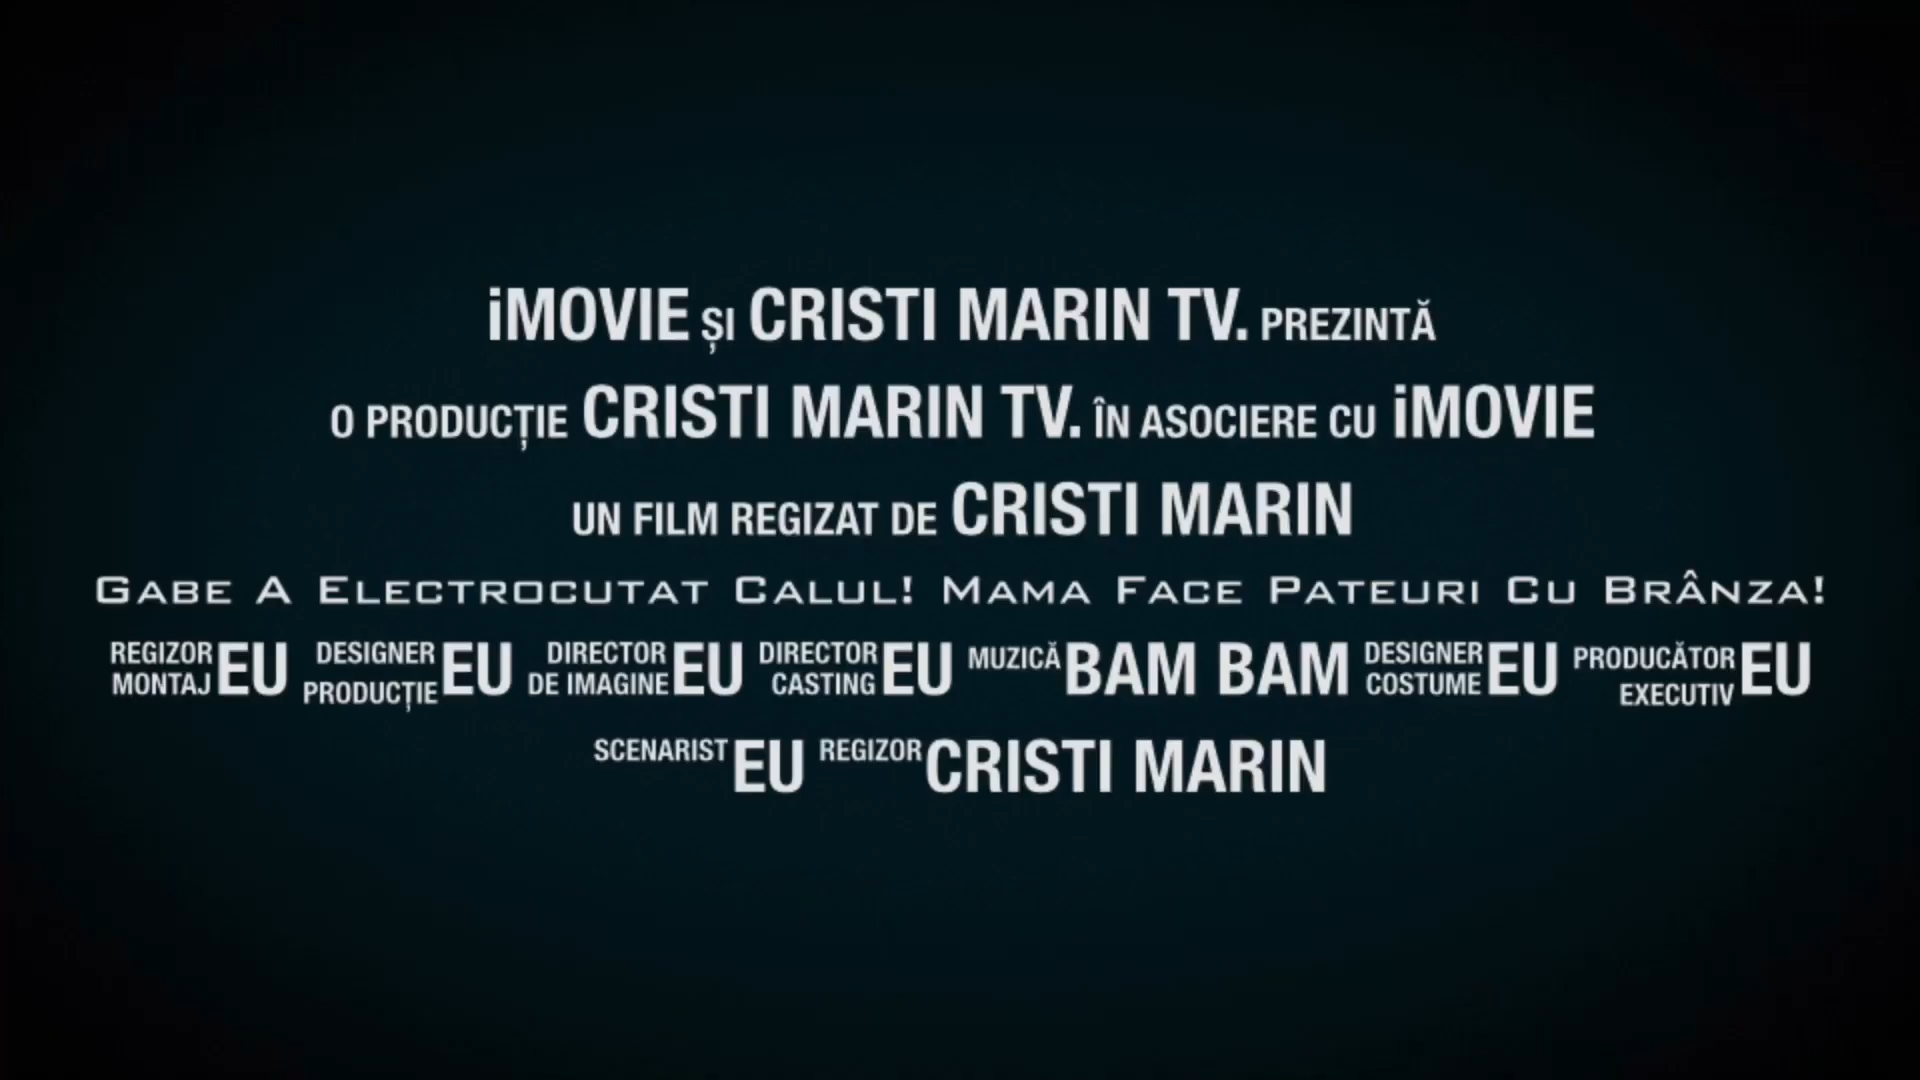 iMOVIE ȘI CRISTI MARIN TV. PREZINTĂ
O PRODUCȚIE CRISTI MARIN TV. ÎN ASOCIERE CU iMOVIE
UN FILM REGIZAT DE CRISTI MARIN
GABE A ELECTROCUTAT CALUL! MAMA FACE PATEURI CU BRÂNZA!
REGIZOR MONTAJ EU DESIGNER PRODUCȚIE EU DIRECTOR DE IMAGINE EU DIRECTOR CASTING EU MUZICĂ BAM BAM DESIGNER COSTUME EU PRODUCĂTOR EXECUTIV EU
SCENARIST EU REGIZOR CRISTI MARIN